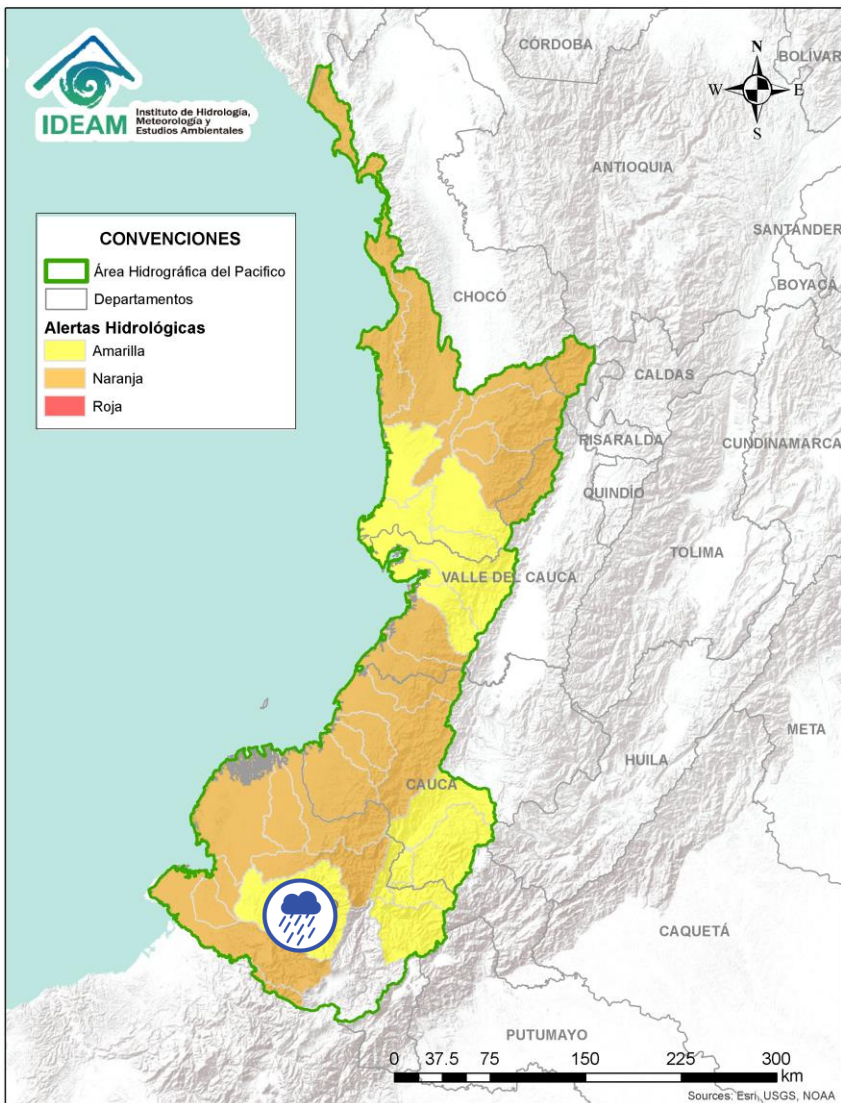 IDEAM
Instituto de Hidrología,
Meteorología y
Estudios Ambientales
CÓRDOBA
BOLÍVAR
N
W
E
S
ANTIOQUIA
SANTANDER
BOYACÁ
CONVENCIONES
Área Hidrográfica del Pacifico
Departamentos
Alertas Hidrológicas
Amarilla
Naranja
Roja
CHOCÓ
CALDAS
RISARALDA
CUNDINAMARCA
QUINDÍO
TOLIMA
VALLE DEL CAUCA
META
HUILA
CAUCA
CAQUETÁ
PUTUMAYO
0 37.5 75 150 225 300
km
Sources: Esri, USGS, NOAA